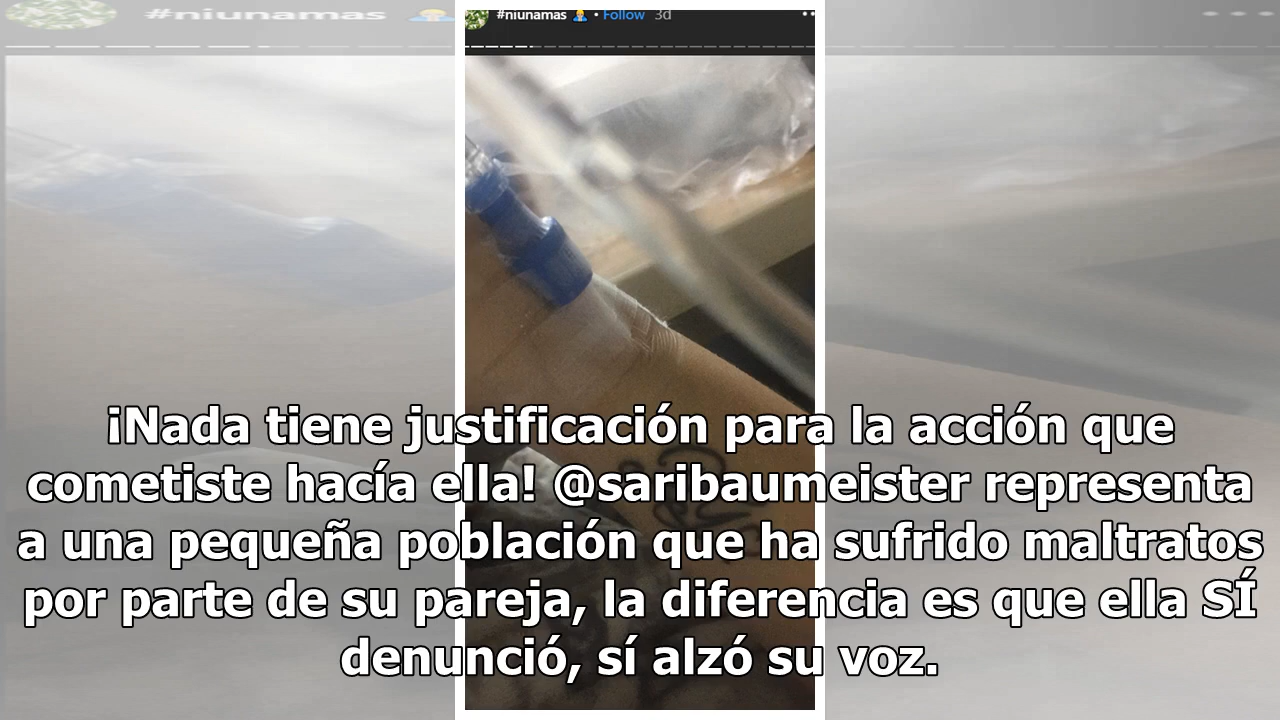 #niunamas
#niunamas • Follow 3d
¡Nada tiene justificación para la acción que
cometiste hacía ella! @saribaumeister representa
a una pequeña población que ha sufrido maltratos
por parte de su pareja, la diferencia es que ella SÍ
denunció, sí alzó su voz.